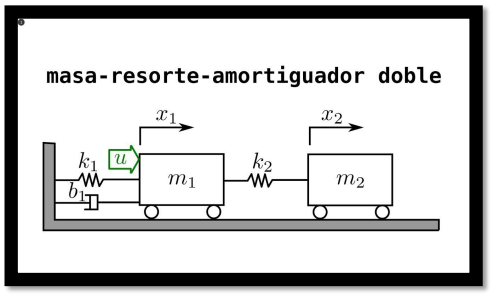 masa-resorte-amortiguador doble
x₁ x₂
k₁ u k₂
b₁ m₁ m₂